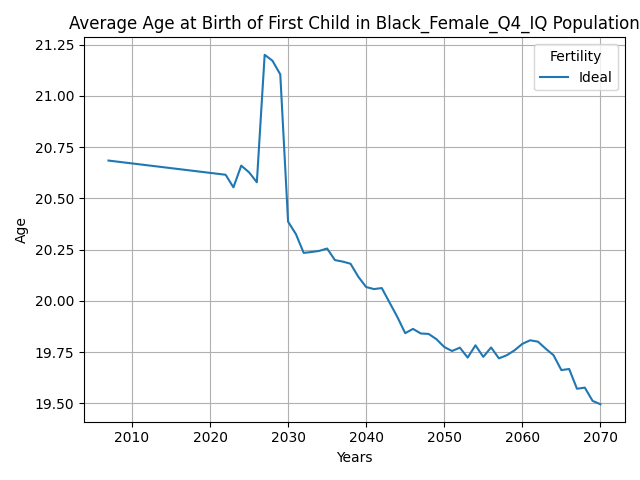 Average Age at Birth of First Child in Black_Female_Q4_IQ Population
Fertility
Ideal
Age
21.25
21.00
20.75
20.50
20.25
20.00
19.75
19.50
2010 2020 2030 2040 2050 2060 2070
Years